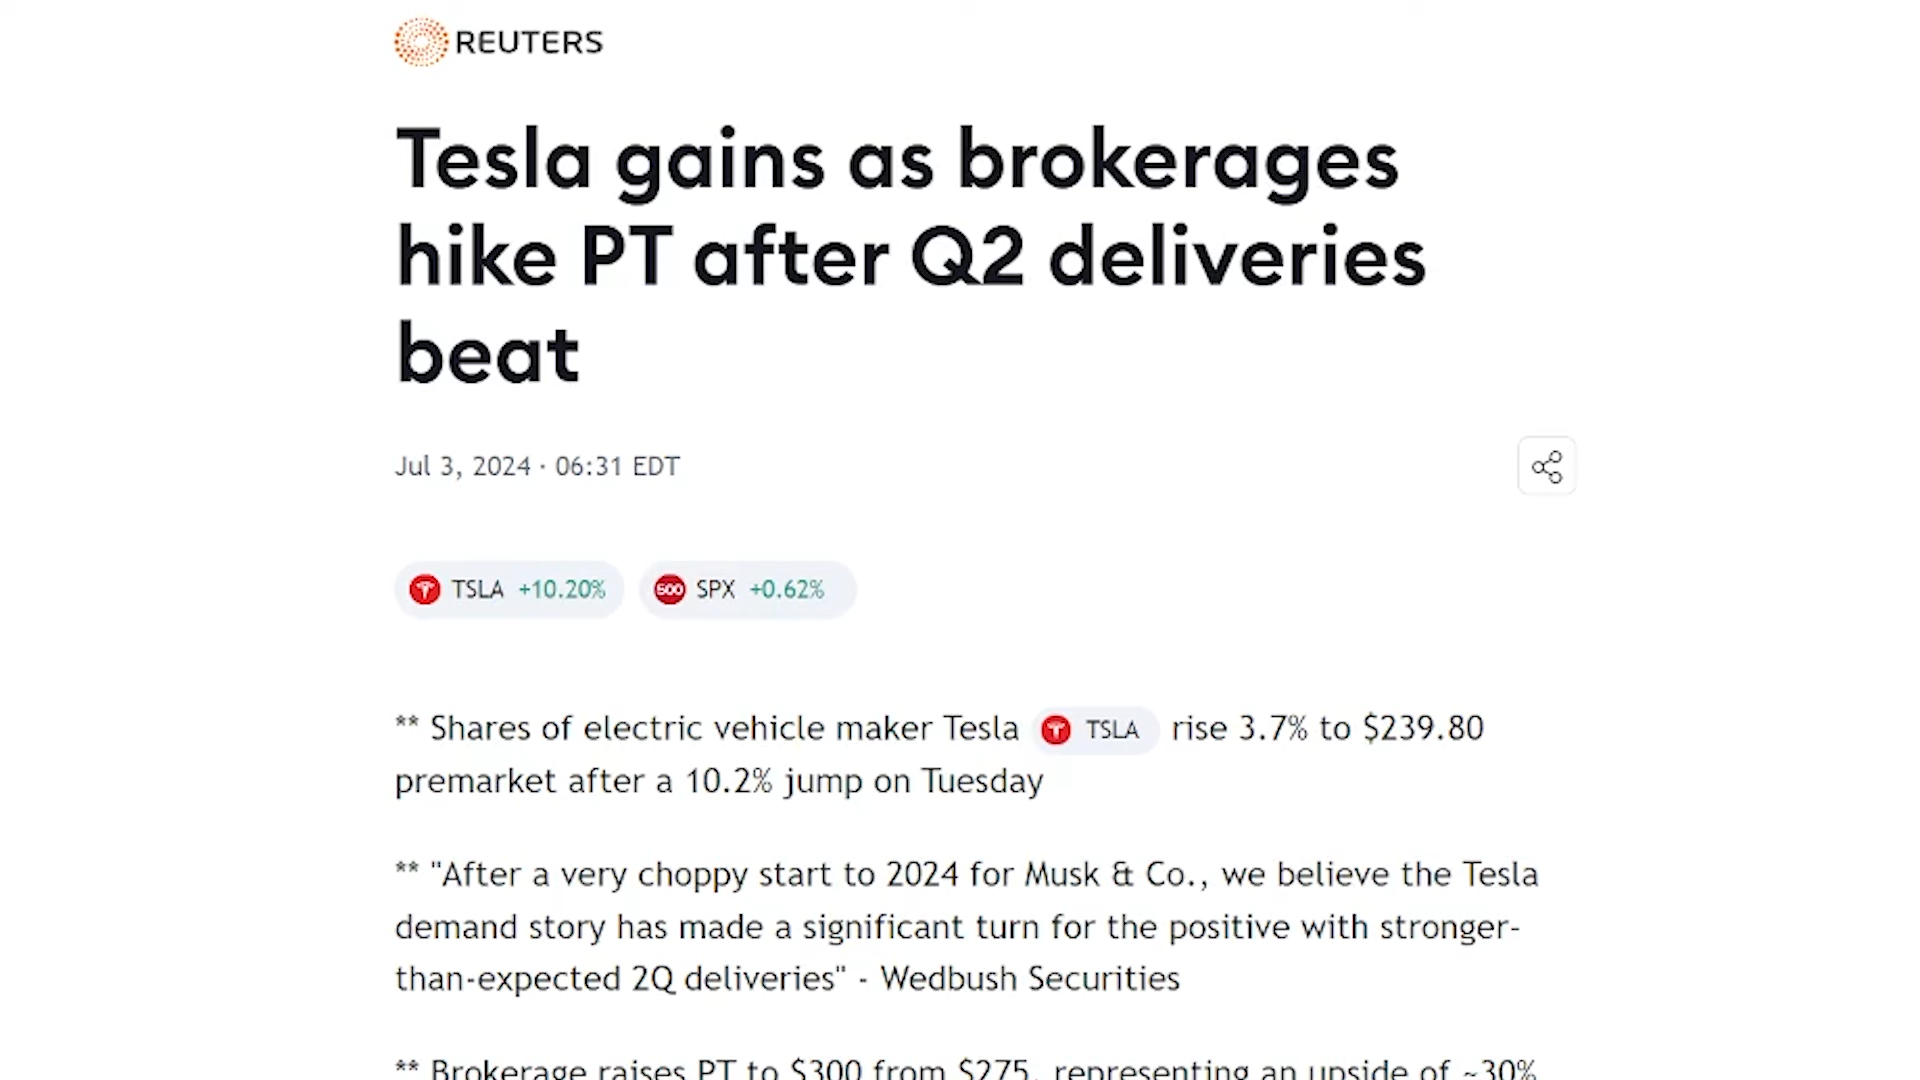 REUTERS
Tesla gains as brokerages
hike PT after Q2 deliveries
beat
Jul 3, 2024 · 06:31 EDT
TSLA +10.20% 500 SPX +0.62%
** Shares of electric vehicle maker Tesla TSLA rise 3.7% to $239.80
premarket after a 10.2% jump on Tuesday
** "After a very choppy start to 2024 for Musk & Co., we believe the Tesla
demand story has made a significant turn for the positive with stronger-
than-expected 2Q deliveries" - Wedbush Securities
** Brokerage raises PT to $300 from $275, representing an upside of ~30%